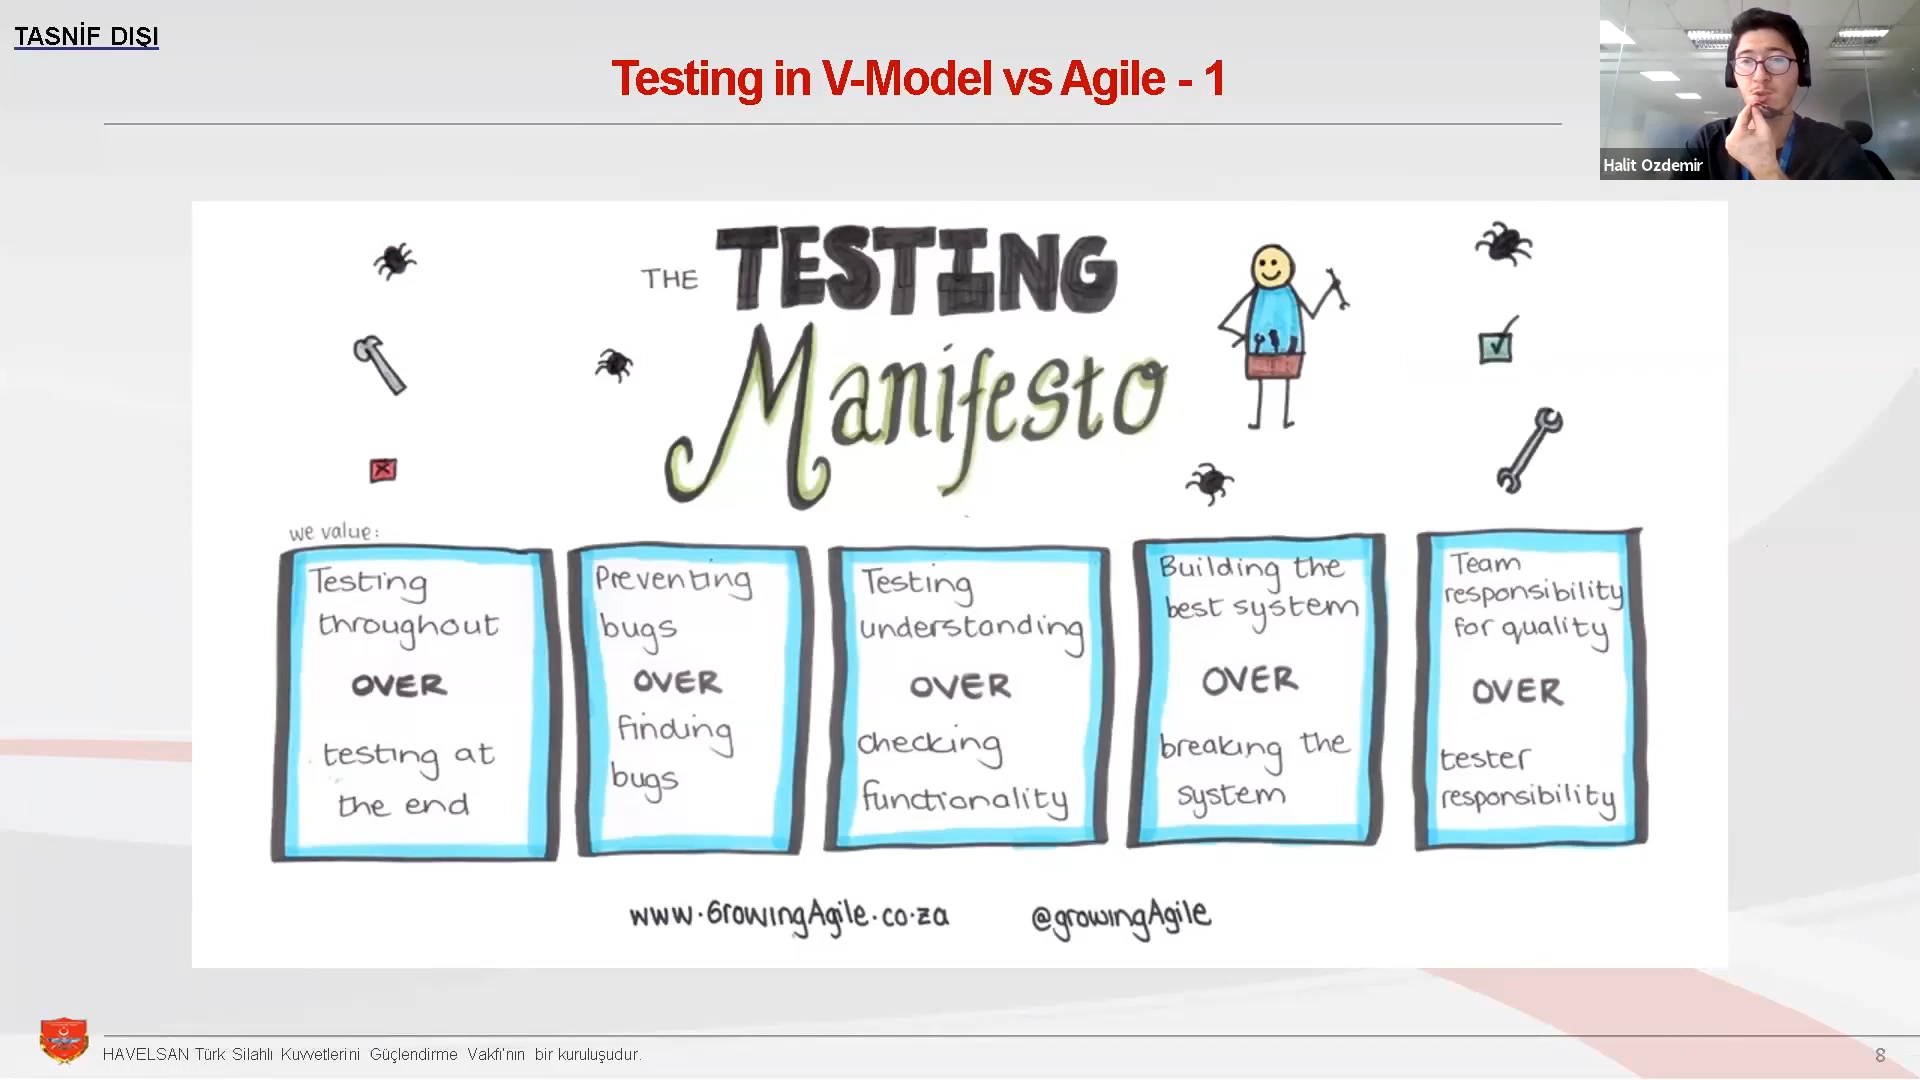 TASNİF DIŞI
Testing in V-Model vs Agile - 1
Halit Ozdemir
THE TESTING
Manifesto
we value:
Testing
throughout
OVER
testing at
the end
Preventing
bugs
OVER
finding
bugs
Testing
understanding
OVER
checking
functionality
Building the
best system
OVER
breaking the
system
Team
responsibility
for quality
OVER
tester
responsibility
www.GrowingAgile.co.za @growingAgile
HAVELSAN Türk Silahlı Kuvvetlerini Güçlendirme Vakfı'nın bir kuruluşudur.
8